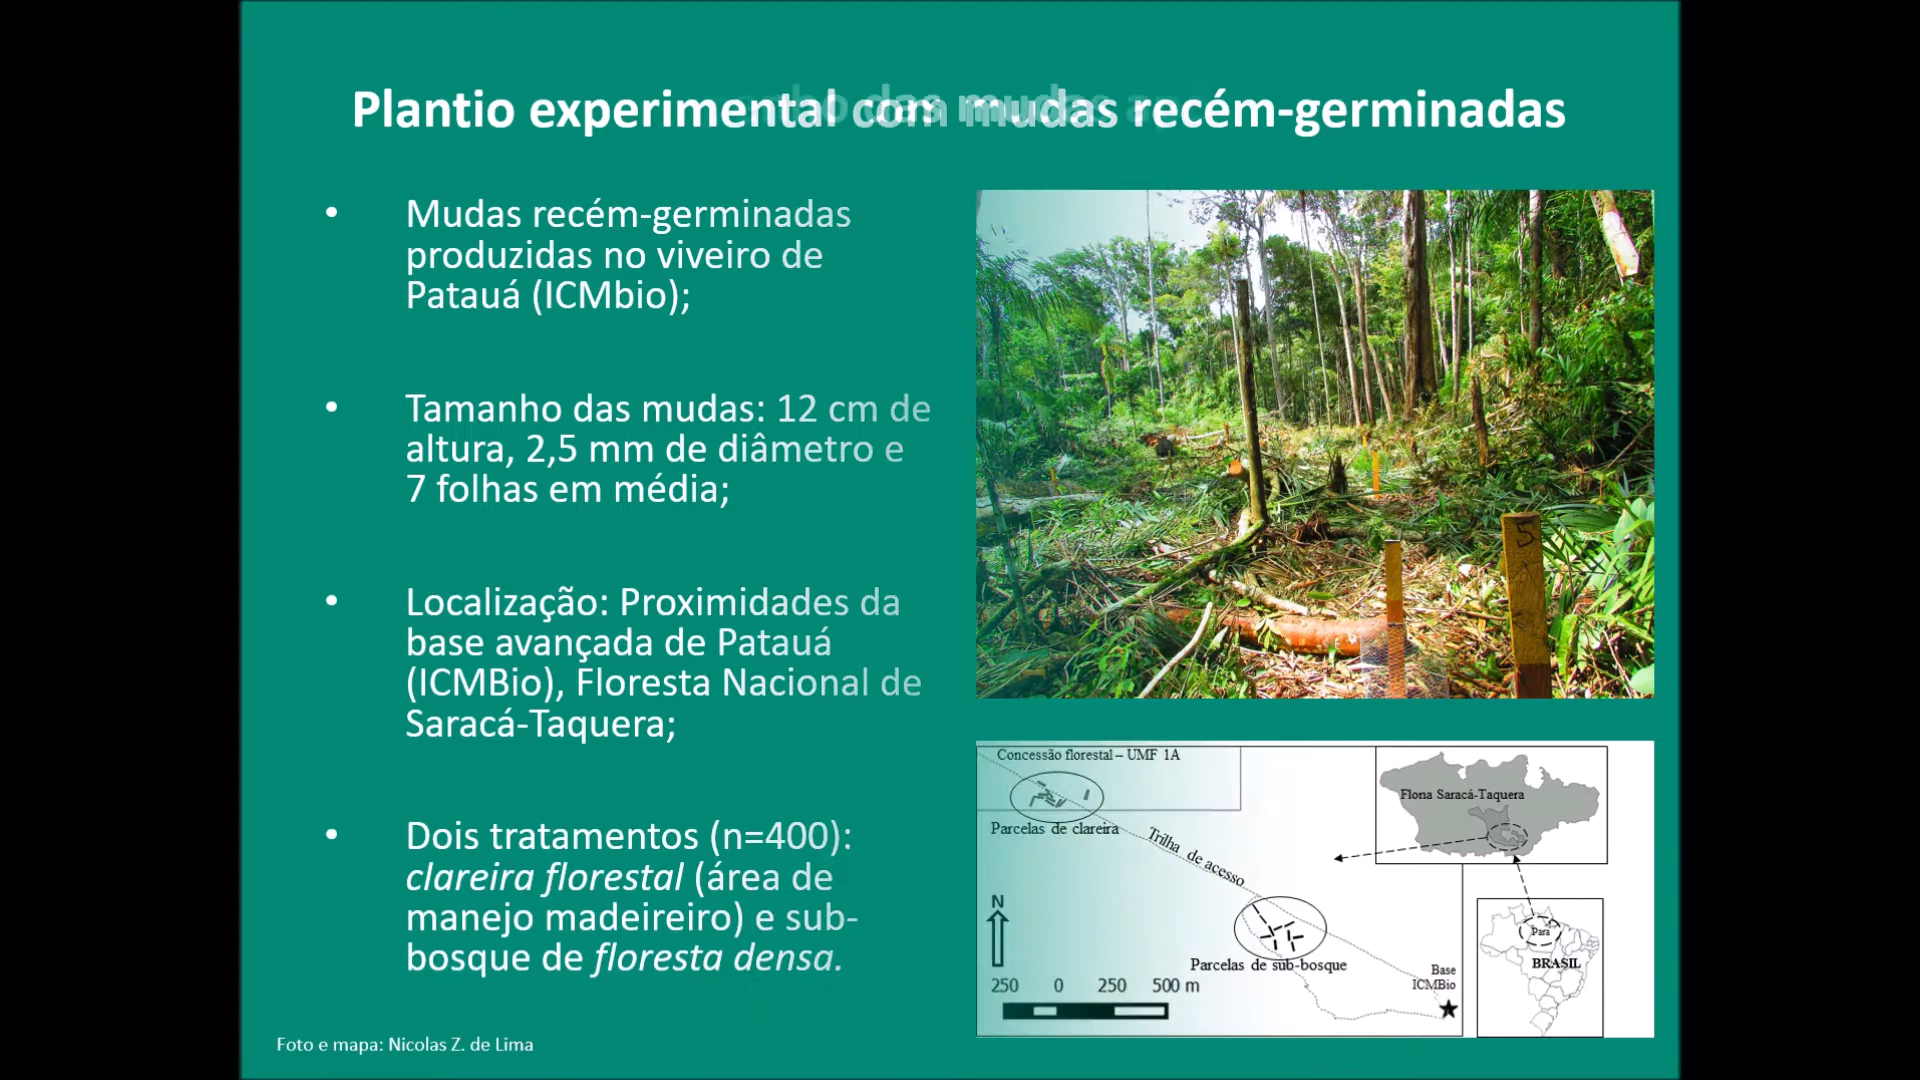 Plantio experimental com mudas recém-germinadas
• Mudas recém-germinadas
produzidas no viveiro de
Patauá (ICMbio);
• Tamanho das mudas: 12 cm de
altura, 2,5 mm de diâmetro e
7 folhas em média;
• Localização: Proximidades da
base avançada de Patauá
(ICMBio), Floresta Nacional de
Saracá-Taquera;
• Dois tratamentos (n=400):
clareira florestal (área de
manejo madeireiro) e sub-
bosque de floresta densa.
Foto e mapa: Nicolas Z. de Lima
5
Concessão florestal – UMF 1A
Parcelas de clareira
Trilha de acesso
Flona Saracá-Taquera
N
Parcelas de sub-bosque
250 0 250 500 m
Base
ICMBio
Pará
BRASIL